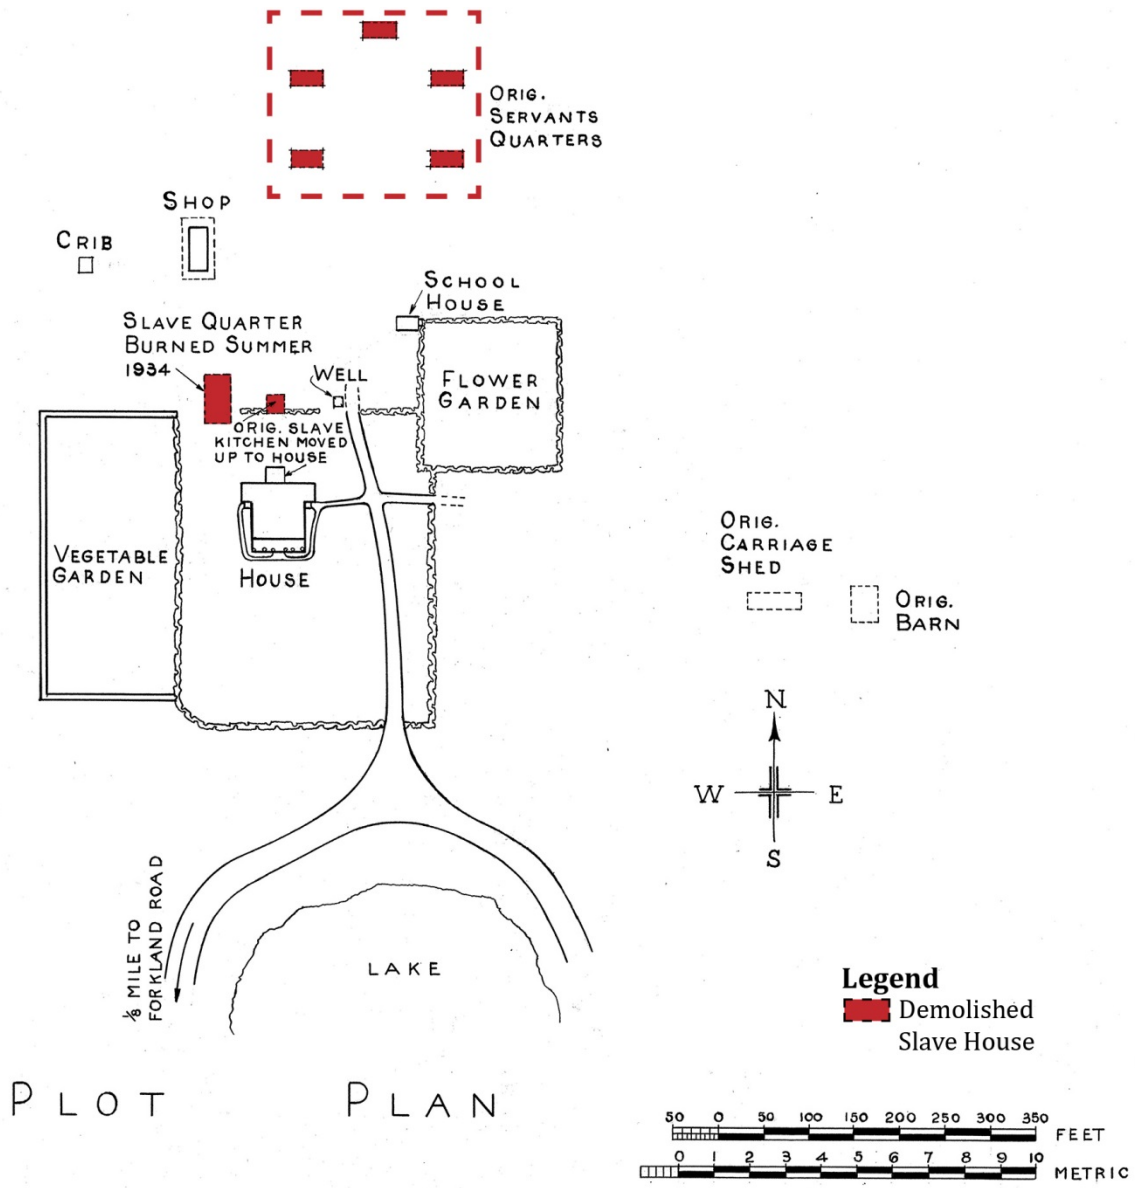 ORIG.
SERVANTS
QUARTERS
SHOP
CRIB
SCHOOL
HOUSE
SLAVE QUARTER
BURNED SUMMER
1934
WELL
FLOWER
GARDEN
ORIG. SLAVE
KITCHEN MOVED
UP TO HOUSE
ORIG.
CARRIAGE
SHED
VEGETABLE
GARDEN
HOUSE
ORIG.
BARN
N
W E
S
⅛ MILE TO
FORKLAND ROAD
LAKE
Legend
Demolished
Slave House
PLOT PLAN
50 0 50 100 150 200 250 300 350
FEET
0 1 2 3 4 5 6 7 8 9 10
METRIC